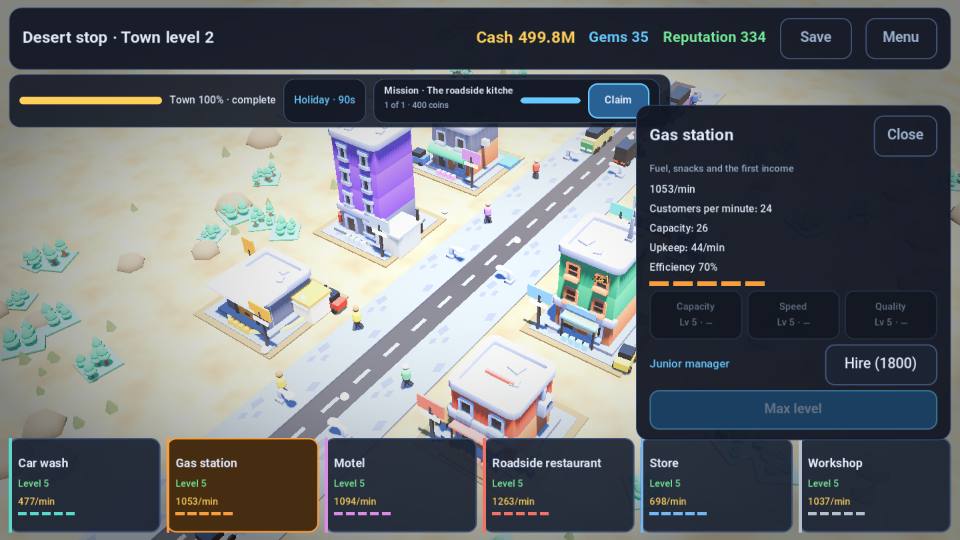 Desert stop · Town level 2
Cash 499.8M
Gems 35
Reputation 334
Save
Menu
Town 100% · complete
Holiday · 90s
Mission · The roadside kitche
1 of 1 · 400 coins
Claim
Gas station
Close
Fuel, snacks and the first income
1053/min
Customers per minute: 24
Capacity: 26
Upkeep: 44/min
Efficiency 70%
Capacity
Lv 5 · –
Speed
Lv 5 · –
Quality
Lv 5 · –
Junior manager
Hire (1800)
Max level
Car wash
Level 5
477/min
Gas station
Level 5
1053/min
Motel
Level 5
1094/min
Roadside restaurant
Level 5
1263/min
Store
Level 5
698/min
Workshop
Level 5
1037/min